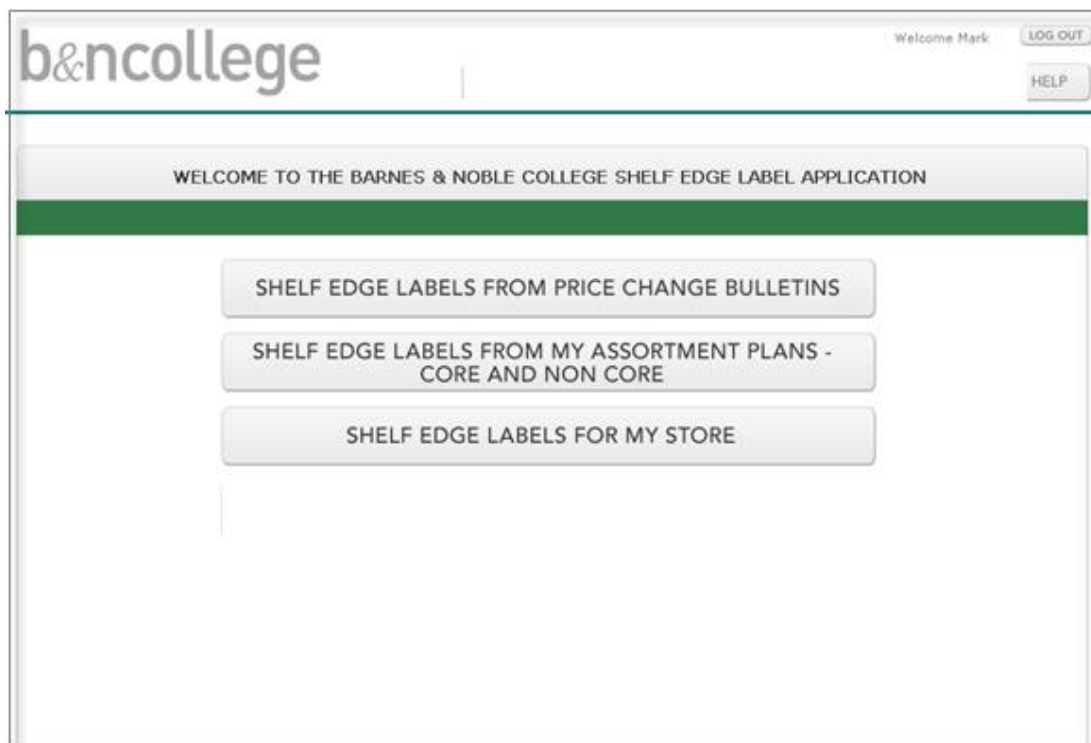 b&ncollege
Welcome Mark
LOG OUT
HELP
WELCOME TO THE BARNES & NOBLE COLLEGE SHELF EDGE LABEL APPLICATION
SHELF EDGE LABELS FROM PRICE CHANGE BULLETINS
SHELF EDGE LABELS FROM MY ASSORTMENT PLANS -
CORE AND NON CORE
SHELF EDGE LABELS FOR MY STORE